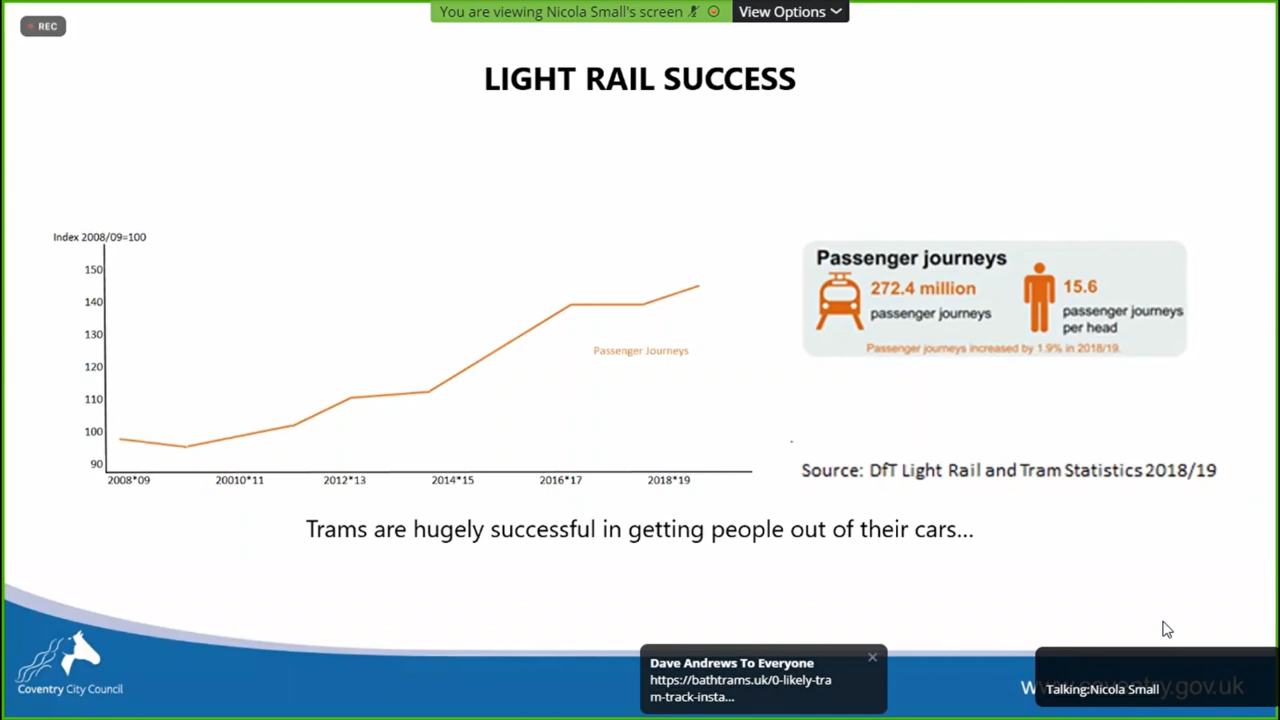 You are viewing Nicola Small's screen
View Options
REC
LIGHT RAIL SUCCESS
Index 2008/09=100
150
140
130
120
110
100
90
Passenger Journeys
2008*09
20010*11
2012*13
2014*15
2016*17
2018*19
Passenger journeys
272.4 million
passenger journeys
15.6
passenger journeys
per head
Passenger journeys increased by 1.9% in 2018/19.
Source: DfT Light Rail and Tram Statistics 2018/19
Trams are hugely successful in getting people out of their cars...
Coventry City Council
Dave Andrews To Everyone
https://bathtrams.uk/0-likely-tra
m-track-insta...
Talking:Nicola Small